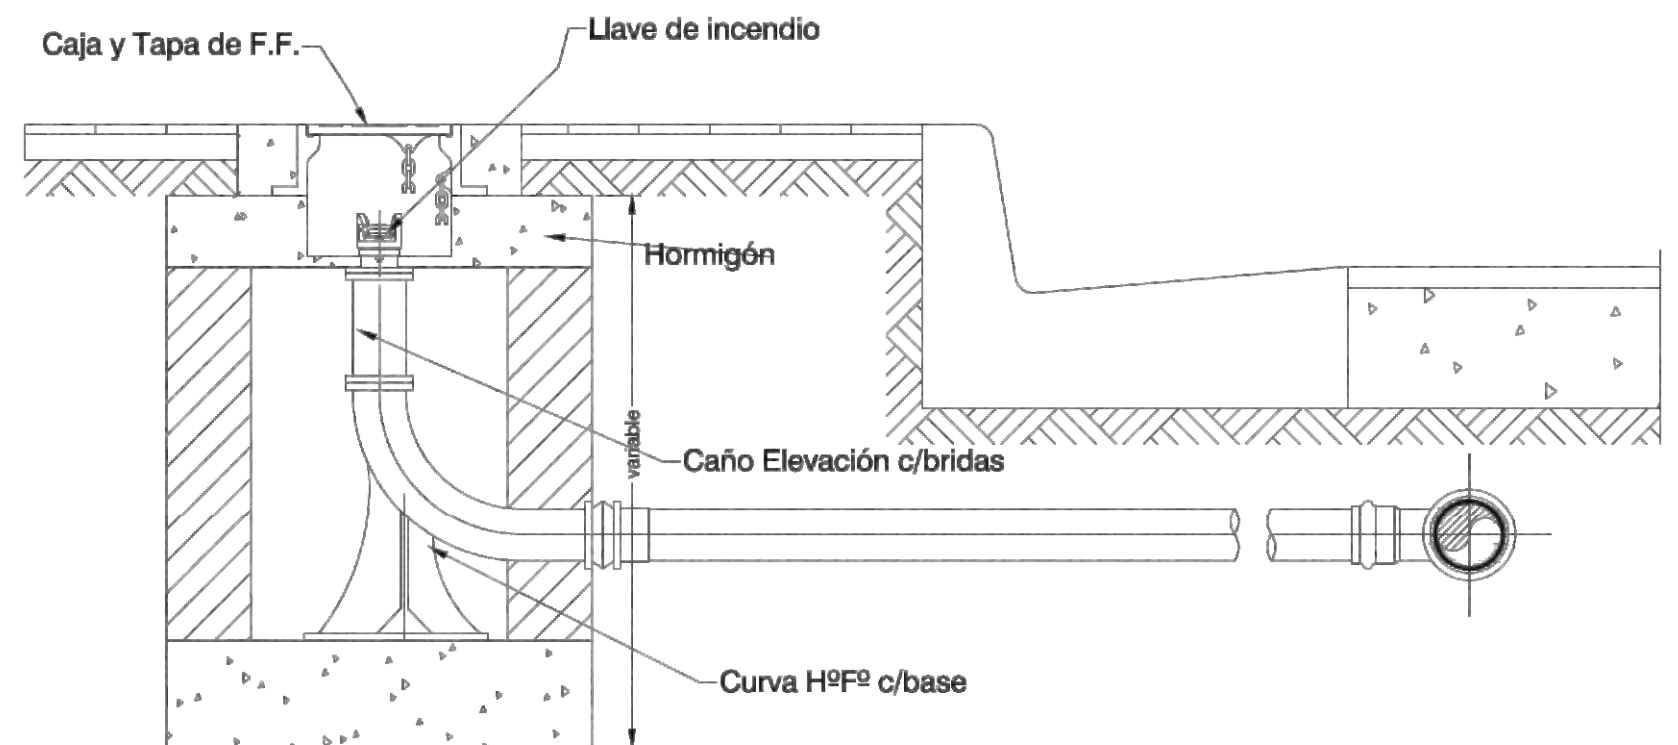 Llave de incendio
Caja y Tapa de F.F.
Hormigón
variable
Caño Elevación c/bridas
Curva HºFº c/base